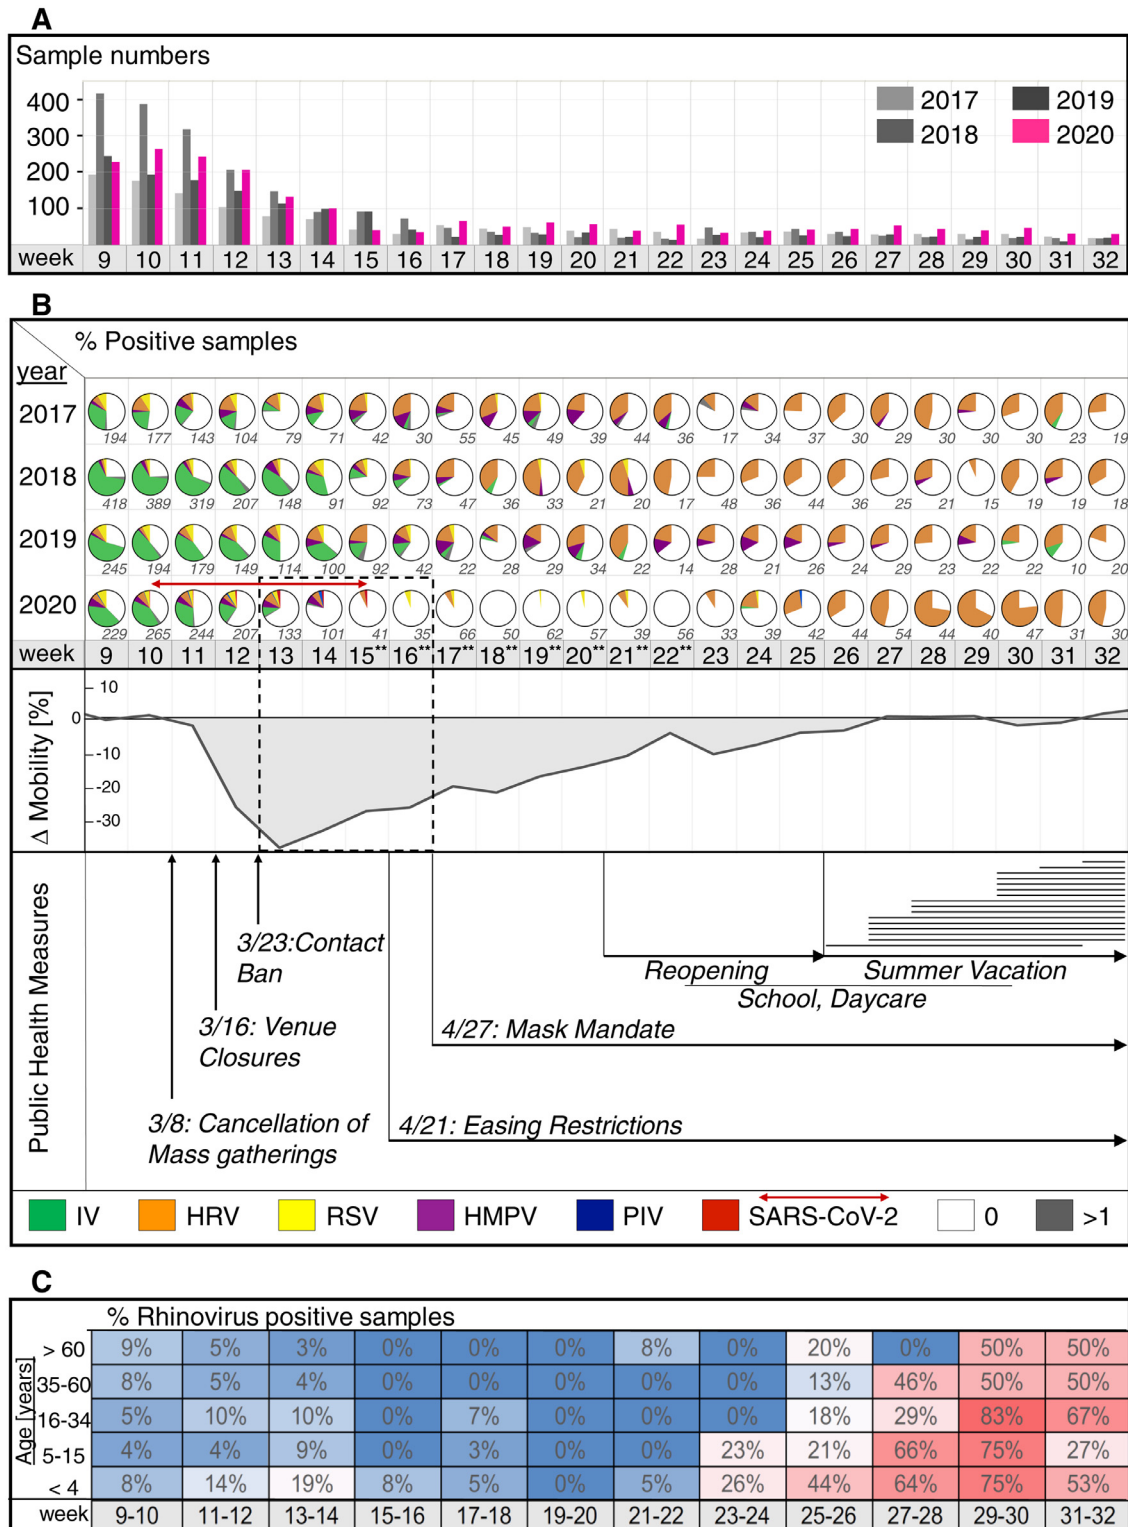 A
Sample numbers
400
300
200
100
2017
2019
2018
2020
week 9 10 11 12 13 14 15 16 17 18 19 20 21 22 23 24 25 26 27 28 29 30 31 32
B
% Positive samples
year
2017
194 177 143 104 79 71 42 30 55 45 49 39 44 36 17 34 37 30 29 30 30 30 23 19
2018
418 389 319 207 148 91 92 73 47 36 33 21 20 17 48 36 44 36 25 21 15 19 19 18
2019
245 194 179 149 114 100 92 42 22 28 29 34 22 14 28 21 26 24 29 23 22 22 10 20
2020
229 265 244 207 133 101 41 35 66 50 62 57 39 56 33 39 42 44 54 44 40 47 31 30
week 9 10 11 12 13 14 15** 16** 17** 18** 19** 20** 21** 22** 23 24 25 26 27 28 29 30 31 32
Δ Mobility [%]
10
0
-10
-20
-30
Public Health Measures
3/23:Contact
Ban
Reopening
Summer Vacation
School, Daycare
3/16: Venue
Closures
4/27: Mask Mandate
3/8: Cancellation of
Mass gatherings
4/21: Easing Restrictions
IV HRV RSV HMPV PIV SARS-CoV-2 0 >1
C
% Rhinovirus positive samples
Age [years]
> 60 9% 5% 3% 0% 0% 0% 8% 0% 20% 0% 50% 50%
35-60 8% 5% 4% 0% 0% 0% 0% 0% 13% 46% 50% 50%
16-34 5% 10% 10% 0% 7% 0% 0% 0% 18% 29% 83% 67%
5-15 4% 4% 9% 0% 3% 0% 0% 23% 21% 66% 75% 27%
< 4 8% 14% 19% 8% 5% 0% 5% 26% 44% 64% 75% 53%
week 9-10 11-12 13-14 15-16 17-18 19-20 21-22 23-24 25-26 27-28 29-30 31-32